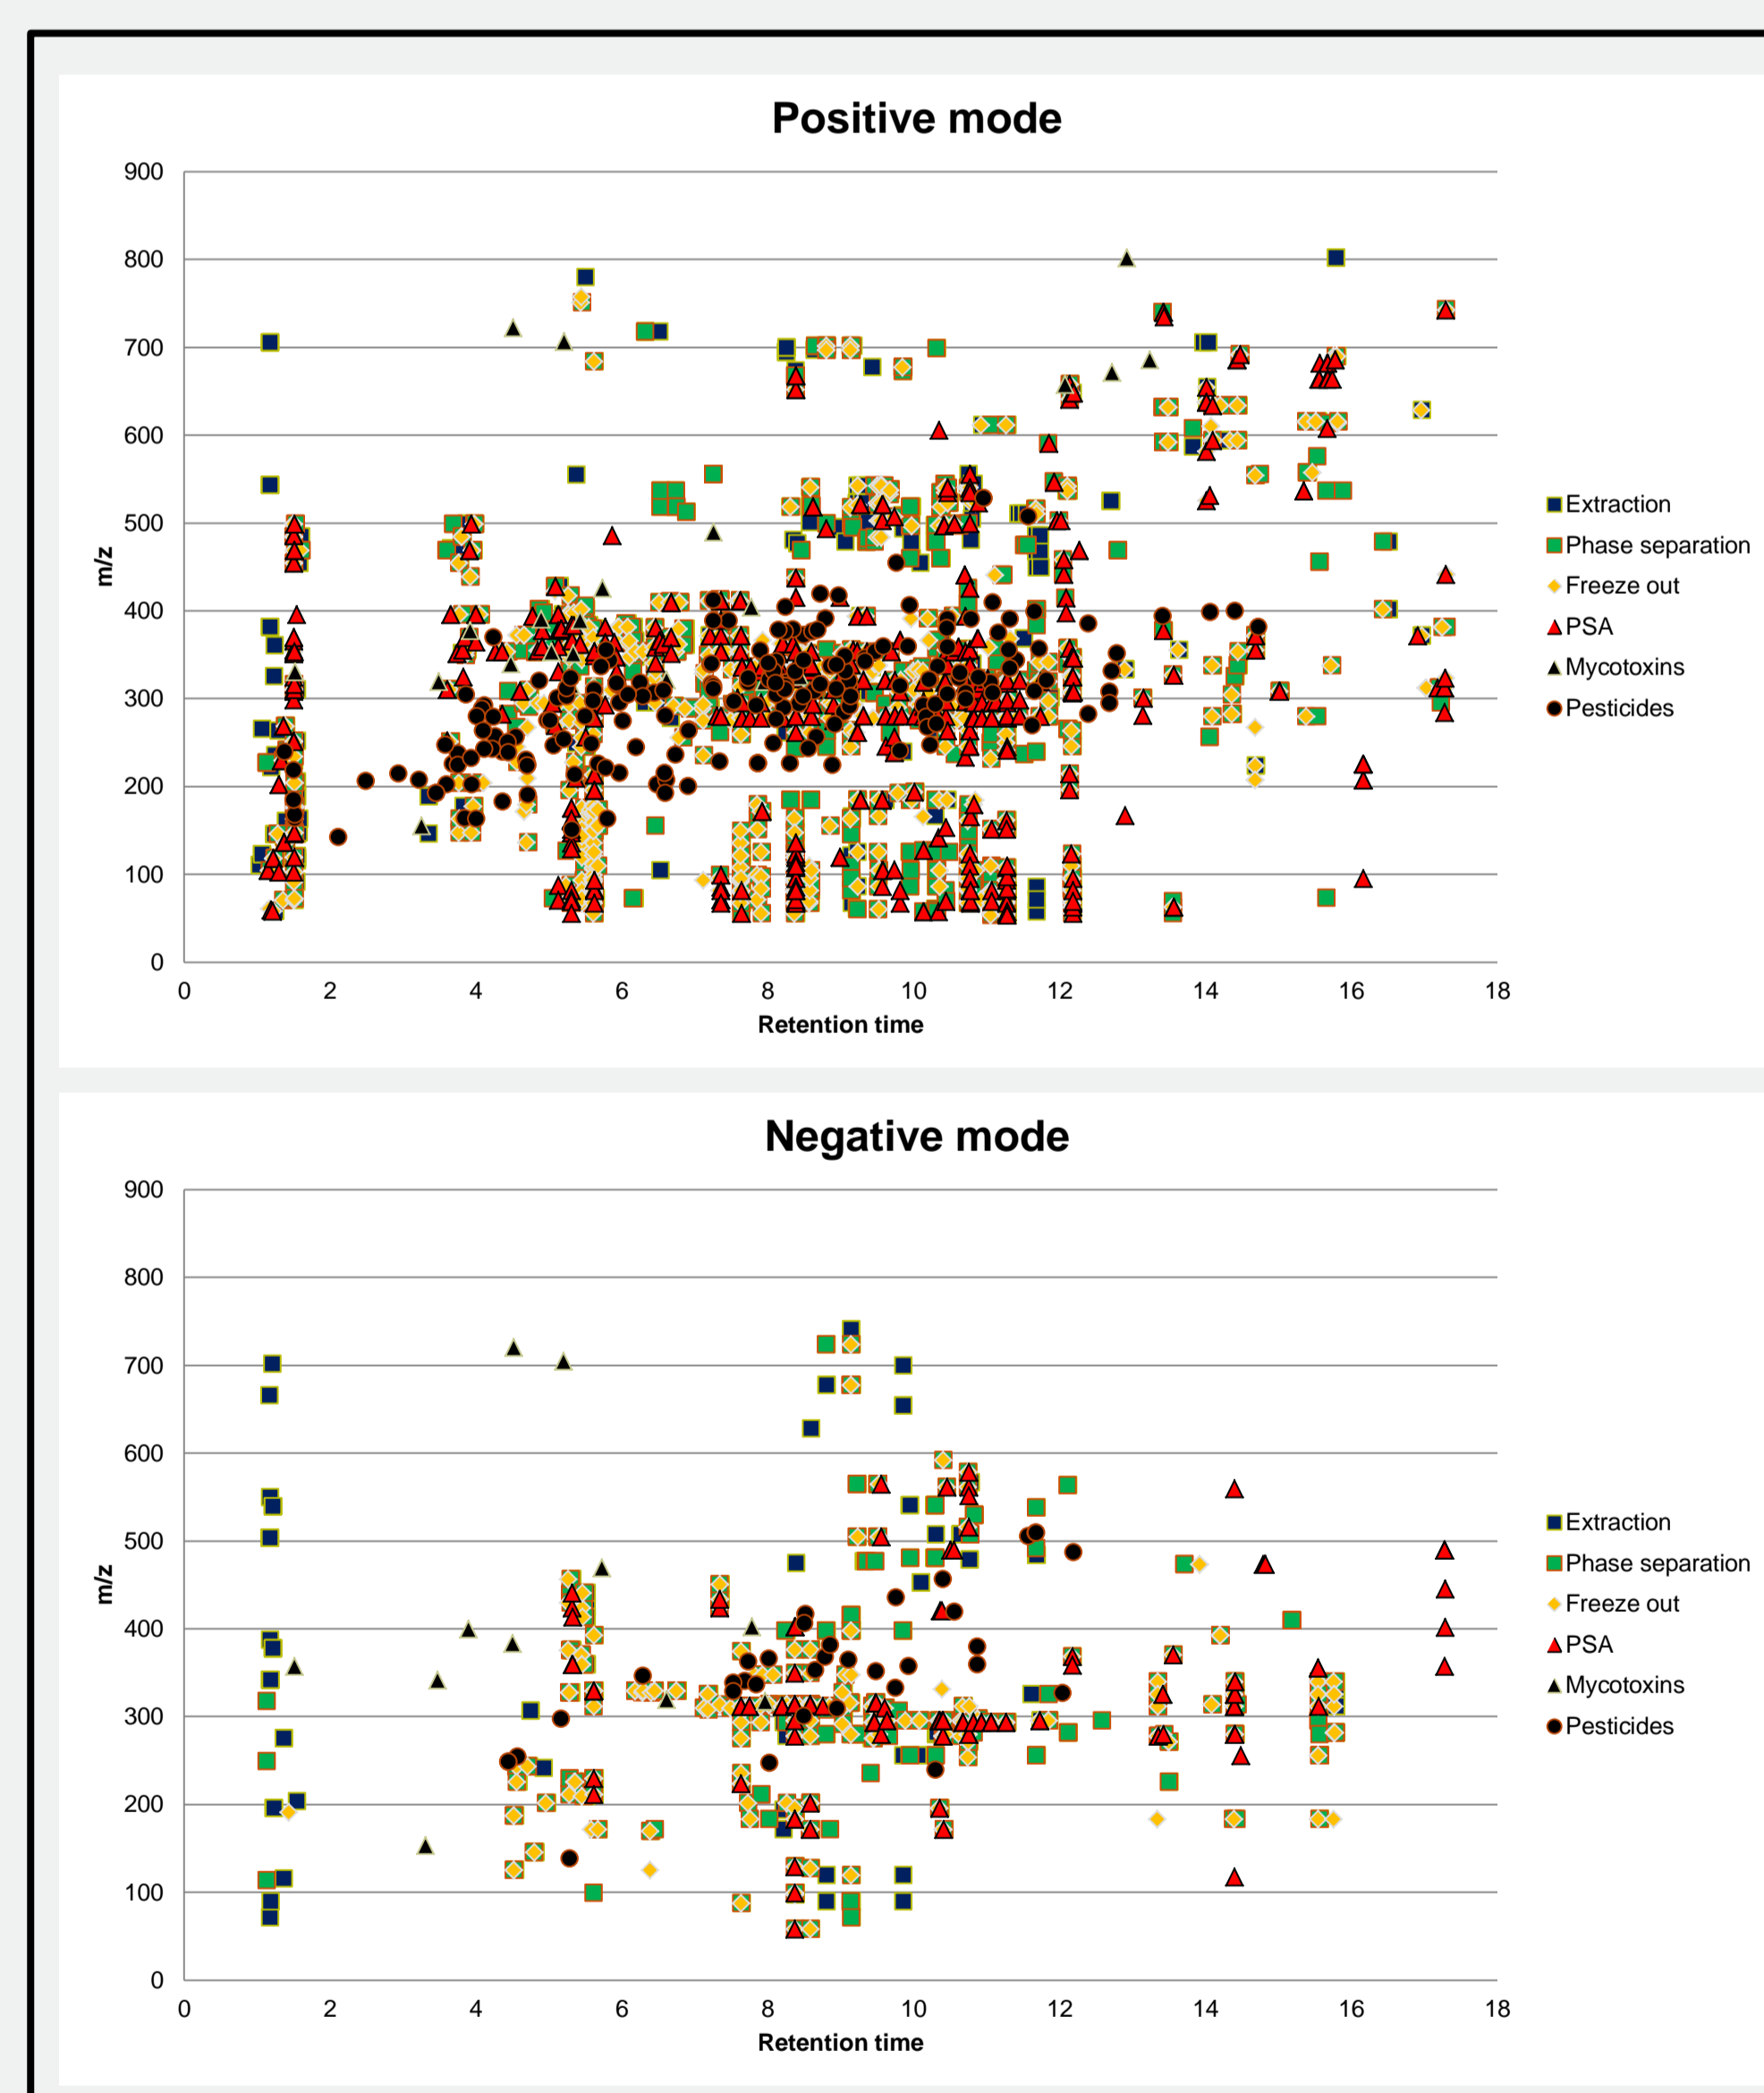 Positive mode
900
800
700
600
500
400
300
200
100
0
m/z
0 2 4 6 8 10 12 14 16 18
Retention time
Extraction
Phase separation
Freeze out
PSA
Mycotoxins
Pesticides
Negative mode
900
800
700
600
500
400
300
200
100
0
m/z
0 2 4 6 8 10 12 14 16 18
Retention time
Extraction
Phase separation
Freeze out
PSA
Mycotoxins
Pesticides